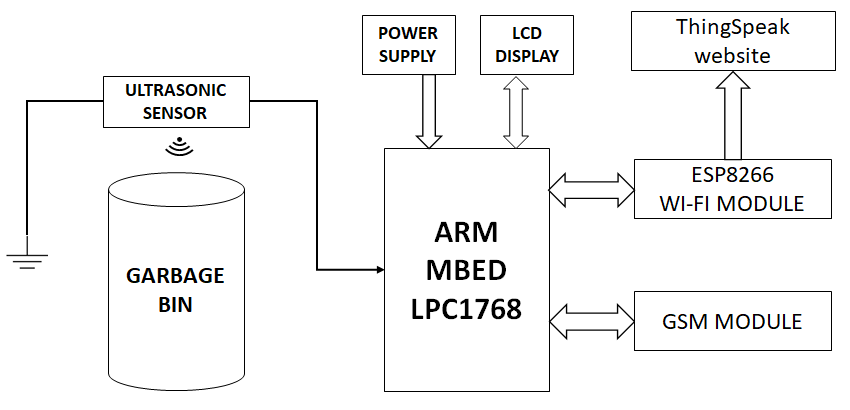 POWER
SUPPLY
LCD
DISPLAY
ThingSpeak
website
ULTRASONIC
SENSOR
ESP8266
WI-FI MODULE
ARM
MBED
LPC1768
GARBAGE
BIN
GSM MODULE